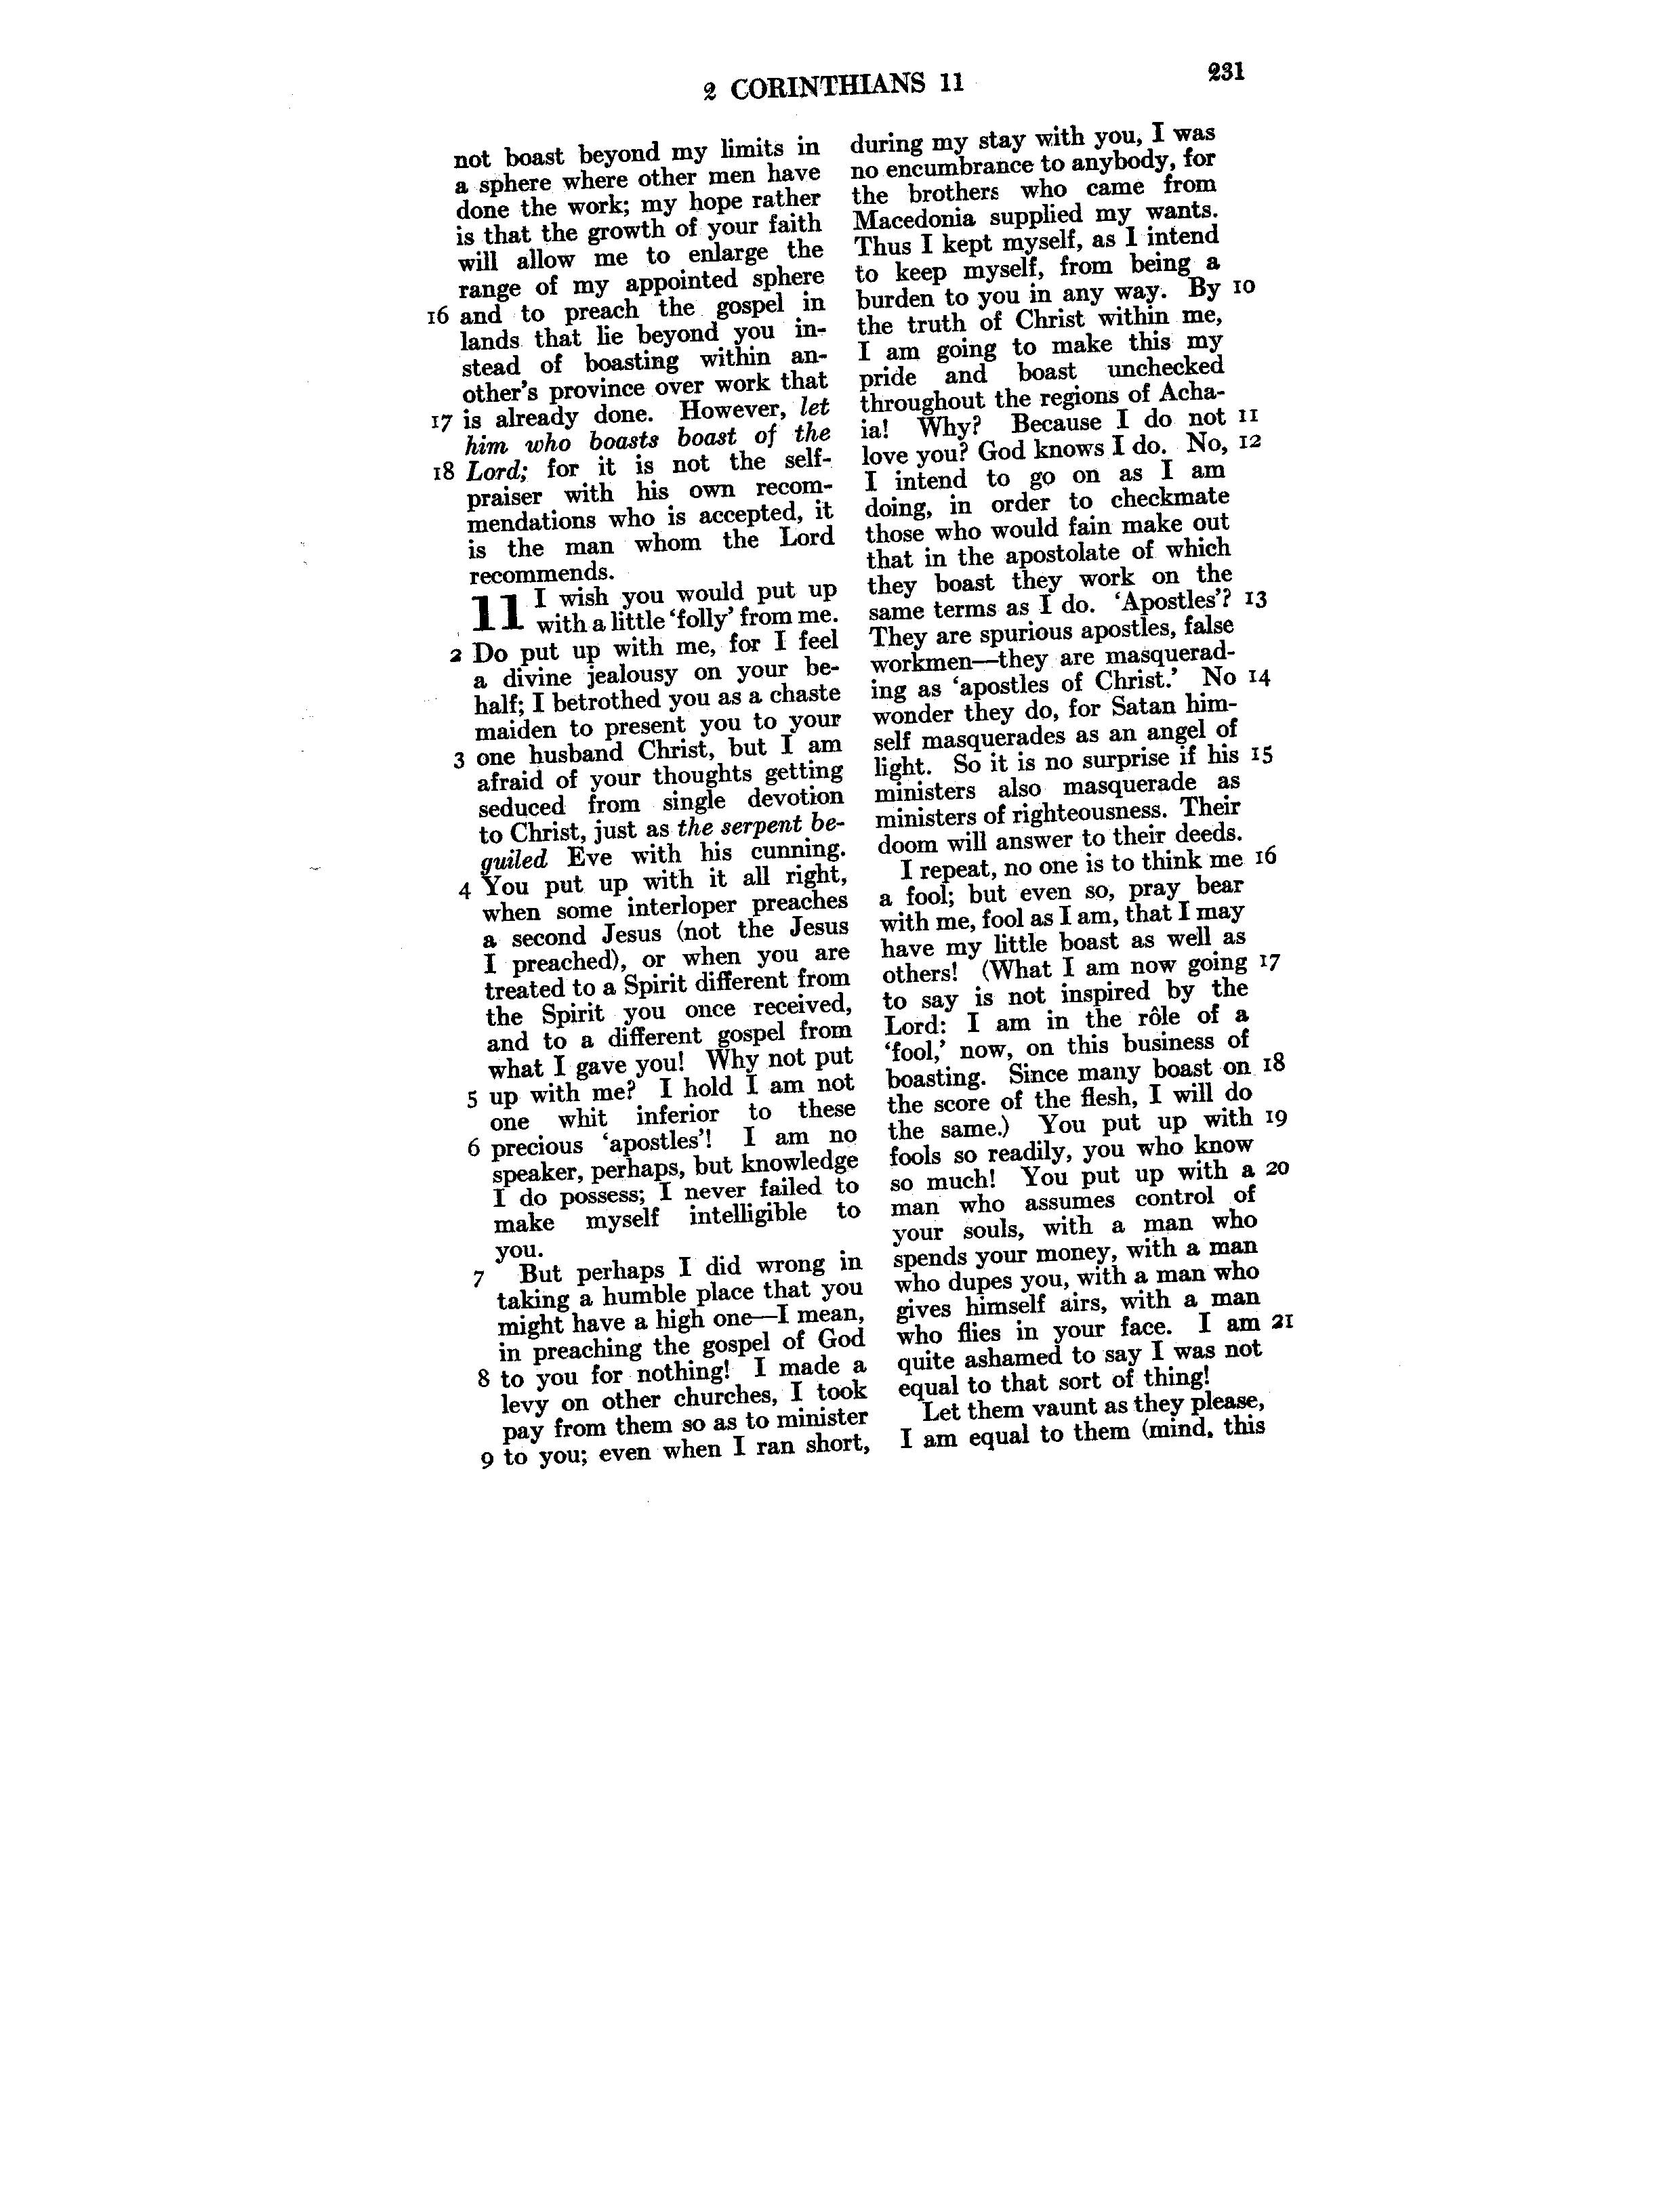 2 CORINTHIANS 11
231
not boast beyond my limits in
a sphere where other men have
done the work; my hope rather
is that the growth of your faith
will allow me to enlarge the
range of my appointed sphere
16 and to preach the gospel in
lands that lie beyond you in-
stead of boasting within an-
other's province over work that
17 is already done. However, let
him who boasts boast of the
18 Lord; for it is not the self-
praiser with his own recom-
mendations who is accepted, it
is the man whom the Lord
recommends.
11 I wish you would put up
with a little ‘folly’ from me.
2 Do put up with me, for I feel
a divine jealousy on your be-
half; I betrothed you as a chaste
maiden to present you to your
3 one husband Christ, but I am
afraid of your thoughts getting
seduced from single devotion
to Christ, just as the serpent be-
guiled Eve with his cunning.
4 You put up with it all right,
when some interloper preaches
a second Jesus (not the Jesus
I preached), or when you are
treated to a Spirit different from
the Spirit you once received,
and to a different gospel from
what I gave you! Why not put
5 up with me? I hold I am not
one whit inferior to these
6 precious ‘apostles’! I am no
speaker, perhaps, but knowledge
I do possess; I never failed to
make myself intelligible to
you.
7 But perhaps I did wrong in
taking a humble place that you
might have a high one—I mean,
in preaching the gospel of God
8 to you for nothing! I made a
levy on other churches, I took
pay from them so as to minister
9 to you; even when I ran short,
during my stay with you, I was
no encumbrance to anybody, for
the brothers who came from
Macedonia supplied my wants.
Thus I kept myself, as I intend
to keep myself, from being a
burden to you in any way. By 10
the truth of Christ within me,
I am going to make this my
pride and boast unchecked
throughout the regions of Acha-
ia! Why? Because I do not 11
love you? God knows I do. No, 12
I intend to go on as I am
doing, in order to checkmate
those who would fain make out
that in the apostolate of which
they boast they work on the
same terms as I do. ‘Apostles’? 13
They are spurious apostles, false
workmen—they are masquerad-
ing as ‘apostles of Christ.’ No 14
wonder they do, for Satan him-
self masquerades as an angel of
light. So it is no surprise if his 15
ministers also masquerade as
ministers of righteousness. Their
doom will answer to their deeds.
I repeat, no one is to think me 16
a fool; but even so, pray bear
with me, fool as I am, that I may
have my little boast as well as
others! (What I am now going 17
to say is not inspired by the
Lord: I am in the rôle of a
‘fool,’ now, on this business of
boasting. Since many boast on 18
the score of the flesh, I will do
the same.) You put up with 19
fools so readily, you who know
so much! You put up with a 20
man who assumes control of
your souls, with a man who
spends your money, with a man
who dupes you, with a man who
gives himself airs, with a man
who flies in your face. I am 21
quite ashamed to say I was not
equal to that sort of thing!
Let them vaunt as they please,
I am equal to them (mind, this